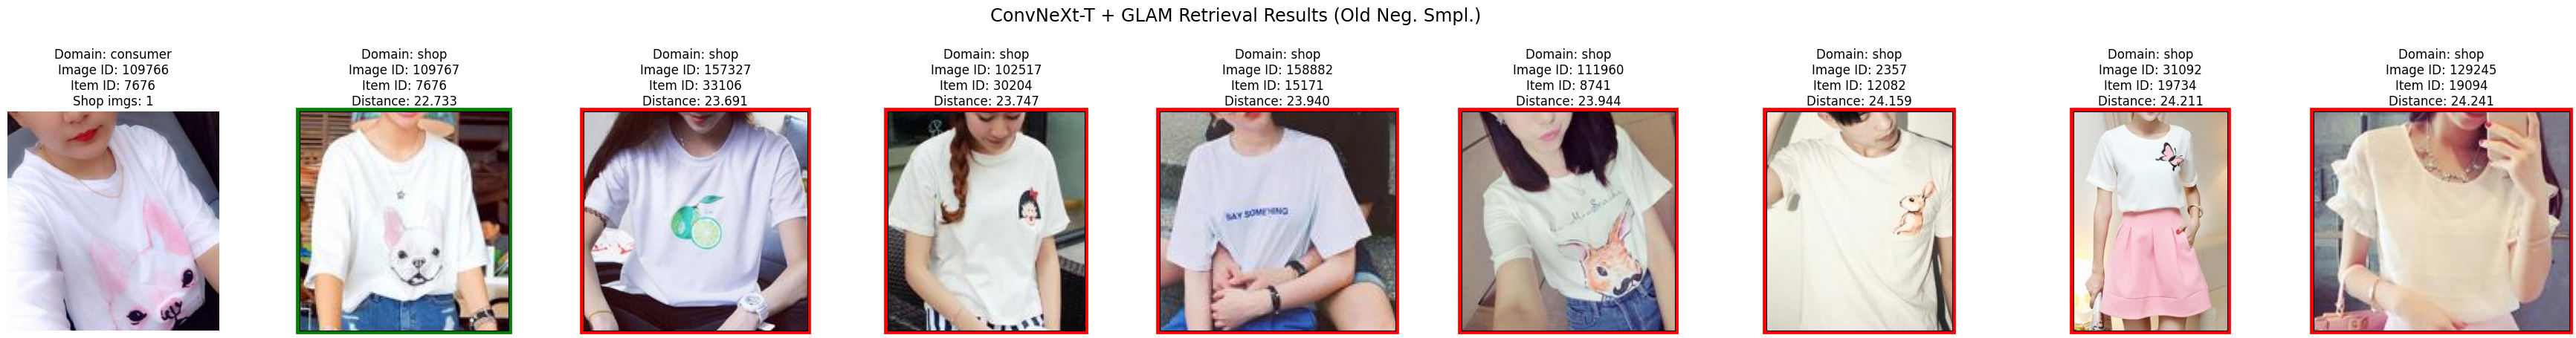 ConvNeXt-T + GLAM Retrieval Results (Old Neg. Smpl.)
Domain: consumer
Image ID: 109766
Item ID: 7676
Shop imgs: 1
Domain: shop
Image ID: 109767
Item ID: 7676
Distance: 22.733
Domain: shop
Image ID: 157327
Item ID: 33106
Distance: 23.691
Domain: shop
Image ID: 102517
Item ID: 30204
Distance: 23.747
Domain: shop
Image ID: 158882
Item ID: 15171
Distance: 23.940
Domain: shop
Image ID: 111960
Item ID: 8741
Distance: 23.944
Domain: shop
Image ID: 2357
Item ID: 12082
Distance: 24.159
Domain: shop
Image ID: 31092
Item ID: 19734
Distance: 24.211
Domain: shop
Image ID: 129245
Item ID: 19094
Distance: 24.241
SAY SOMETHING